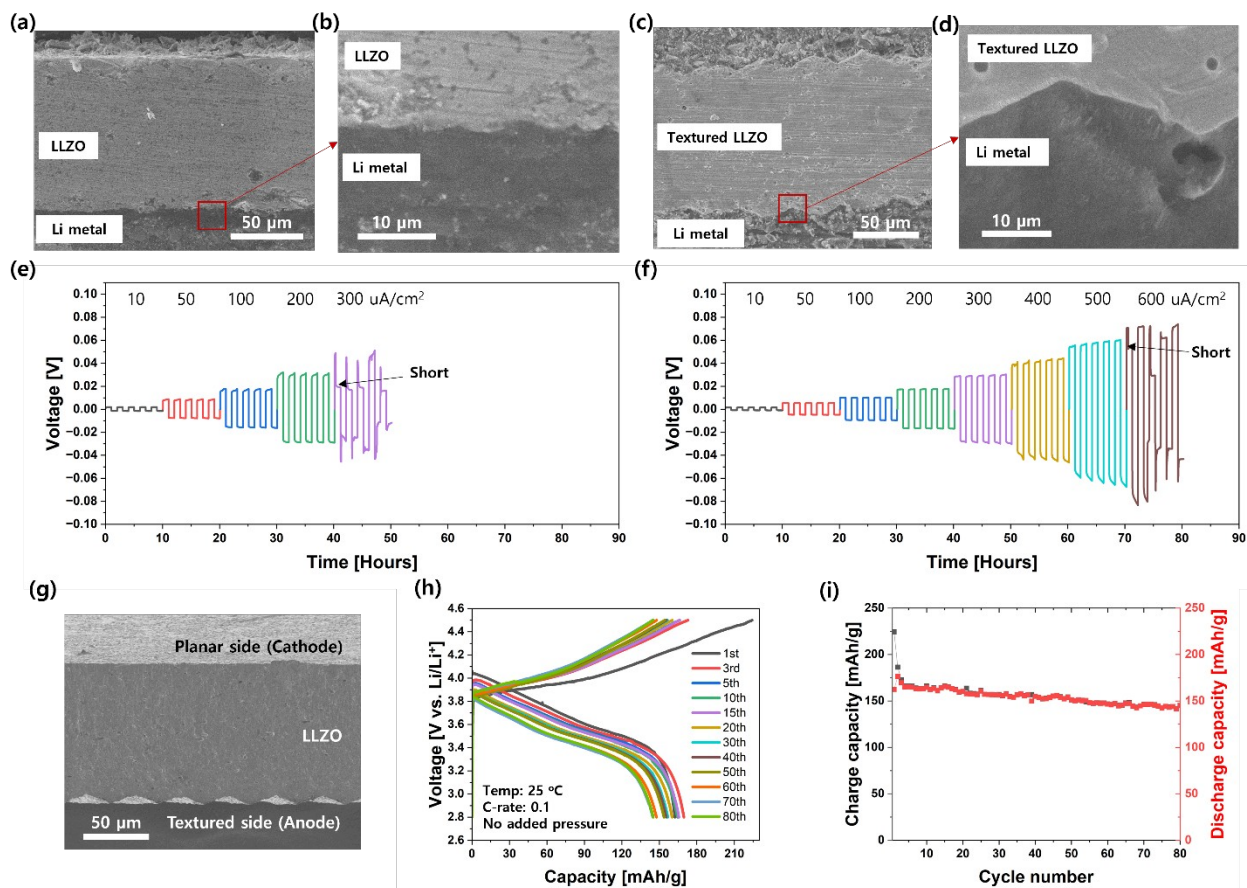 (a)
LLZO
Li metal
50 μm
(b)
LLZO
Li metal
10 μm
(c)
Textured LLZO
Li metal
50 μm
(d)
Textured LLZO
Li metal
10 μm
(e)
10 50 100 200 300 uA/cm²
Short
Voltage [V]
0.10
0.08
0.06
0.04
0.02
0.00
−0.02
−0.04
−0.06
−0.08
−0.10
0 10 20 30 40 50 60 70 80 90
Time [Hours]
(f)
10 50 100 200 300 400 500 600 uA/cm²
Short
Voltage [V]
0.10
0.08
0.06
0.04
0.02
0.00
−0.02
−0.04
−0.06
−0.08
−0.10
0 10 20 30 40 50 60 70 80 90
Time [Hours]
(g)
Planar side (Cathode)
LLZO
50 μm
Textured side (Anode)
(h)
Voltage [V vs. Li/Li⁺]
4.6
4.4
4.2
4.0
3.8
3.6
3.4
3.2
3.0
2.8
2.6
1st
3rd
5th
10th
15th
20th
30th
40th
50th
60th
70th
80th
Temp: 25 ºC
C-rate: 0.1
No added pressure
0 30 60 90 120 150 180 210
Capacity [mAh/g]
(i)
Charge capacity [mAh/g]
250
200
150
100
50
0
10 20 30 40 50 60 70 80
Cycle number
250
200
150
100
50
0
Discharge capacity [mAh/g]